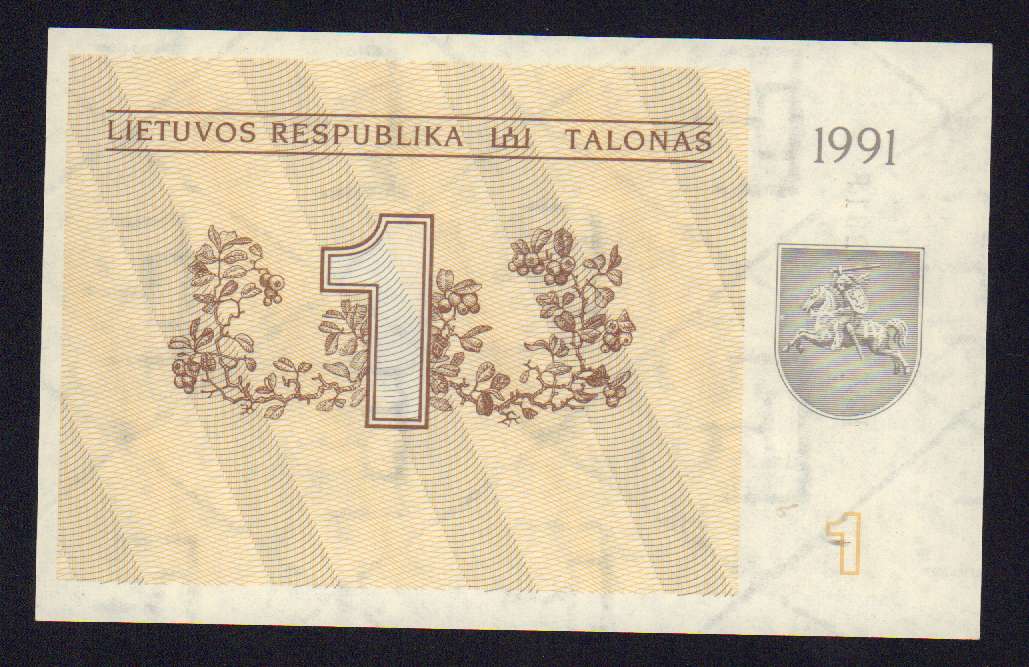 LIETUVOS RESPUBLIKA TALONAS
1991
1
1